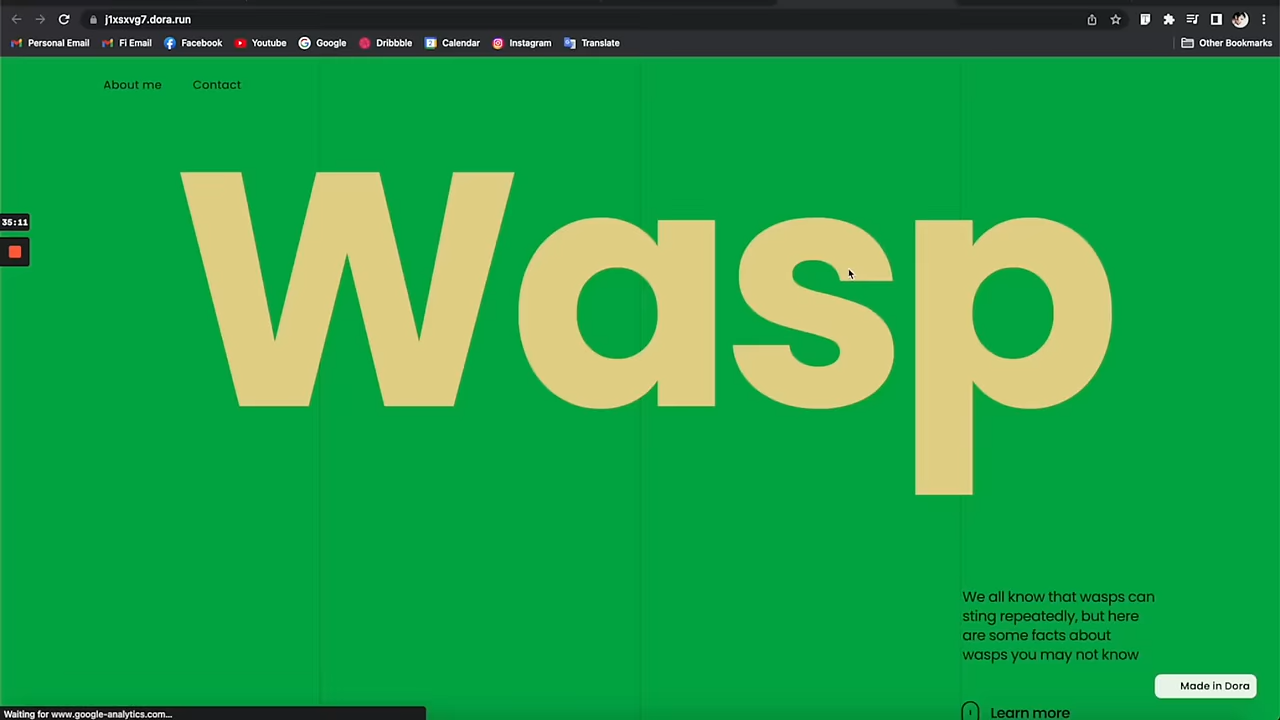 j1xsxvg7.dora.run
Personal Email
Fi Email
Facebook
Youtube
Google
Dribbble
Calendar
Instagram
Translate
Other Bookmarks
About me
Contact
35:11
Wasp
We all know that wasps can
sting repeatedly, but here
are some facts about
wasps you may not know
Made in Dora
Learn more
Waiting for www.google-analytics.com...